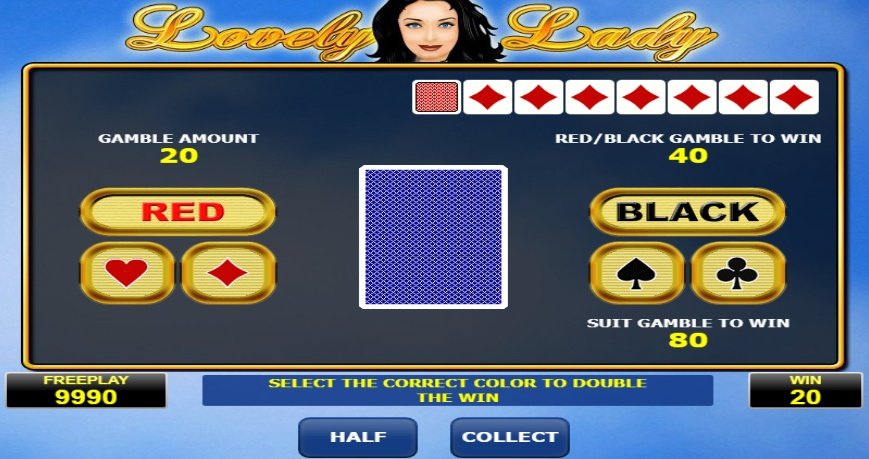 Lovely Lady
GAMBLE AMOUNT
20
RED/BLACK GAMBLE TO WIN
40
RED
BLACK
SUIT GAMBLE TO WIN
80
FREEPLAY
9990
SELECT THE CORRECT COLOR TO DOUBLE
THE WIN
WIN
20
HALF
COLLECT